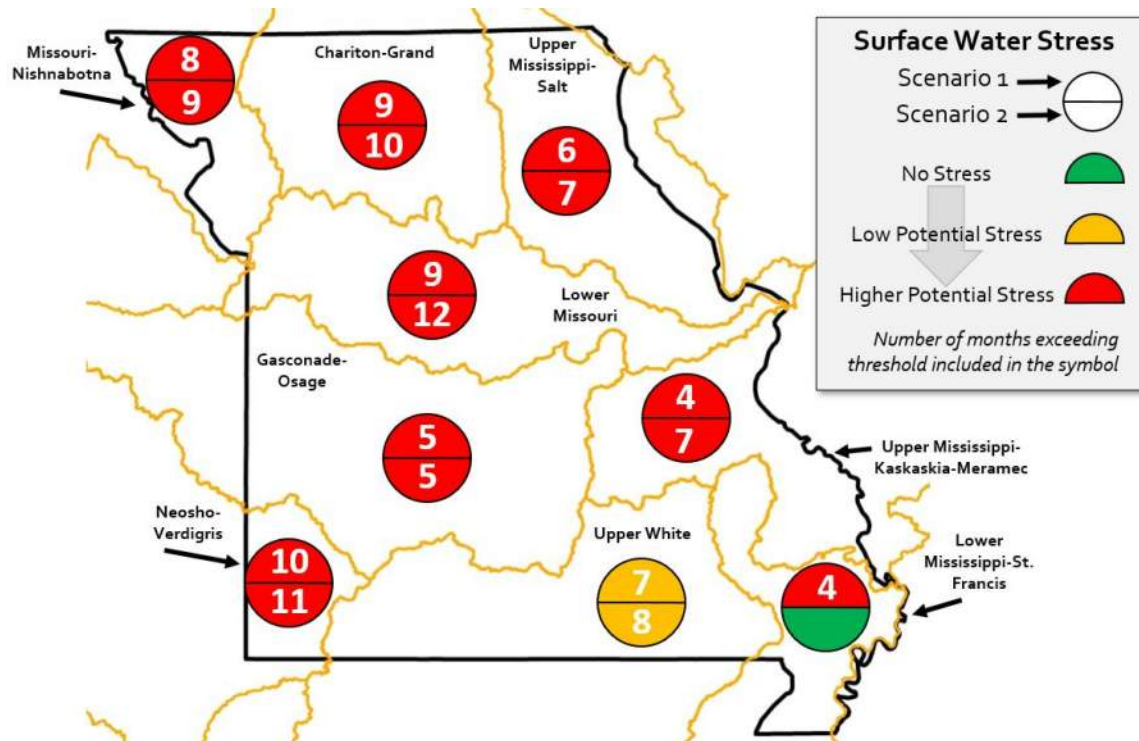 Missouri-
Nishnabotna
8
9
Chariton-Grand
9
10
Upper
Mississippi-
Salt
6
7
Surface Water Stress
Scenario 1
Scenario 2
No Stress
Low Potential Stress
Higher Potential Stress
Number of months exceeding
threshold included in the symbol
9
12
Lower
Missouri
Gasconade-
Osage
5
5
4
7
Upper Mississippi-
Kaskaskia-Meramec
Neosho-
Verdigris
10
11
Upper White
7
8
Lower
Mississippi-St.
Francis
4